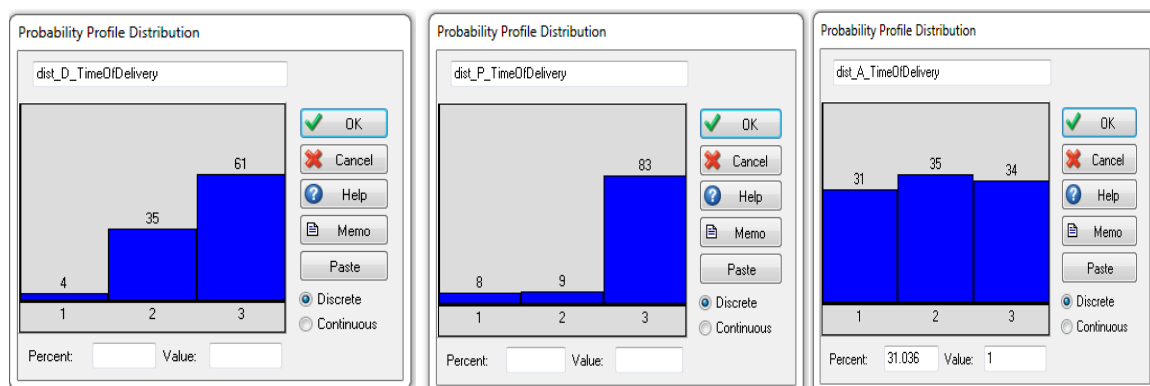 Probability Profile Distribution
dist_D_TimeOfDelivery
OK
61
Cancel
35
Help
Memo
4
Paste
Discrete
1 2 3
Continuous
Percent: Value:
Probability Profile Distribution
dist_P_TimeOfDelivery
OK
83
Cancel
Help
Memo
8 9
Paste
Discrete
1 2 3
Continuous
Percent: Value:
Probability Profile Distribution
dist_A_TimeOfDelivery
OK
31 35 34
Cancel
Help
Memo
Paste
Discrete
1 2 3
Continuous
Percent: 31.036 Value: 1